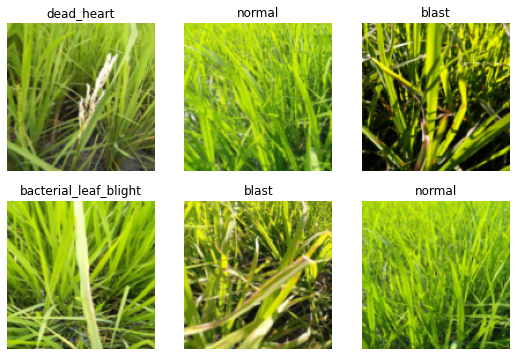 dead_heart
normal
blast
bacterial_leaf_blight
blast
normal